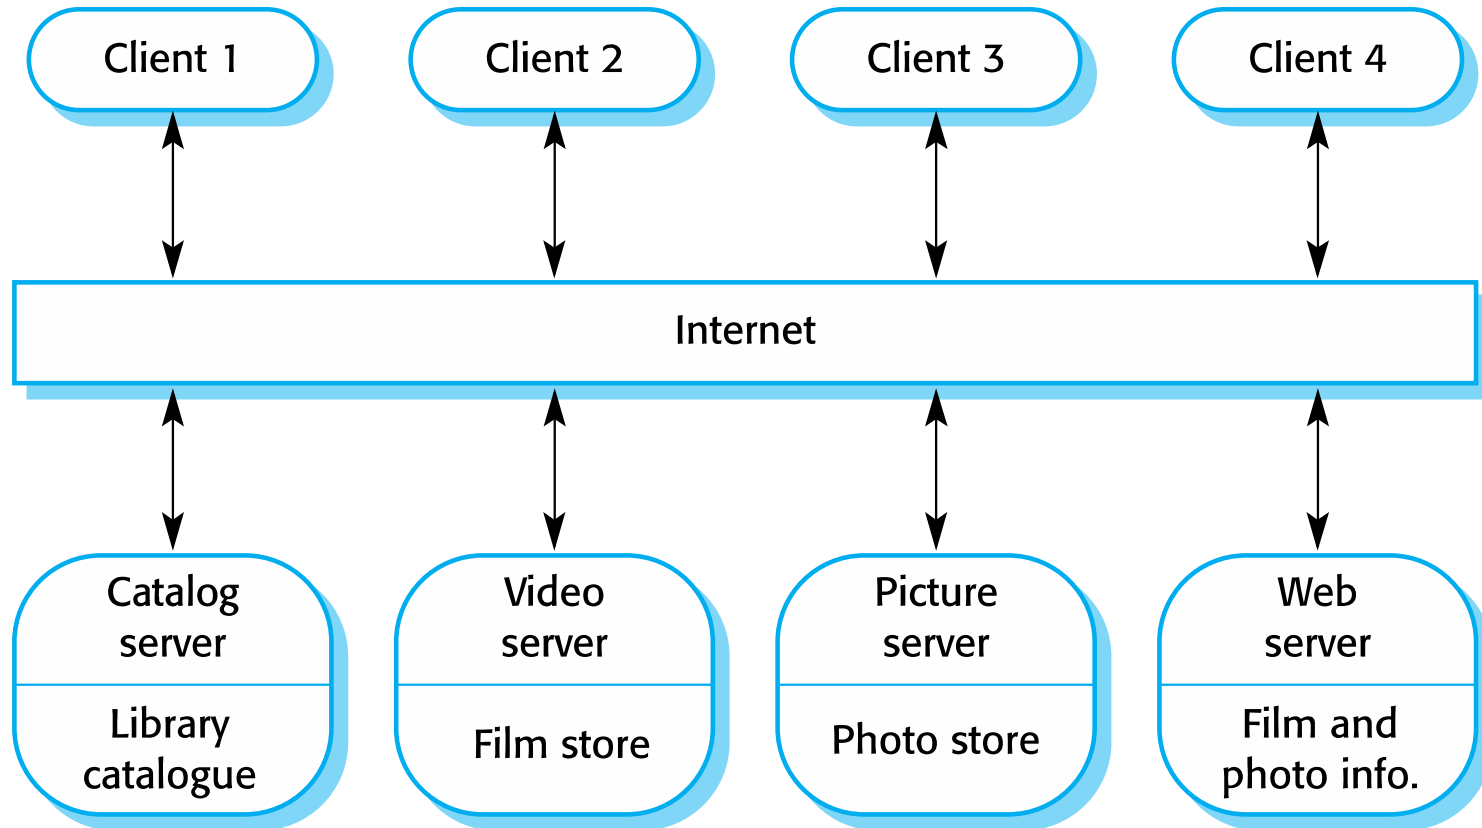 Client 1
Client 2
Client 3
Client 4
Internet
Catalog
server
Library
catalogue
Video
server
Film store
Picture
server
Photo store
Web
server
Film and
photo info.